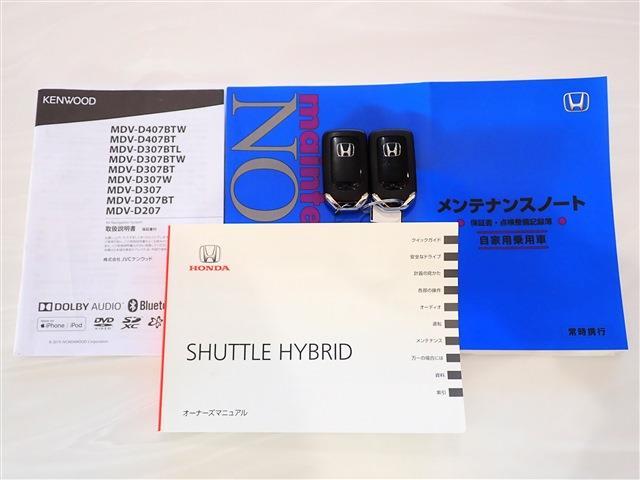 KENWOOD
MDV-D407BTW
MDV-D407BT
MDV-D307BTL
MDV-D307BTW
MDV-D307BT
MDV-D307W
MDV-D307
MDV-D207BT
MDV-D207
取扱説明書
株式会社JVCケンウッド
DOLBY AUDIO
Bluet
iPhone iPod
DVD
SD XC
mainte
NO
メンテナンスノート
保証書・点検整備記録簿
自家用乗用車
常時携行
HONDA
SHUTTLE HYBRID
オーナーズマニュアル
クイックガイド
安全なドライブ
計器の見かた
各部の操作
オーディオ
運転
メンテナンス
万一の場合には
資料
索引